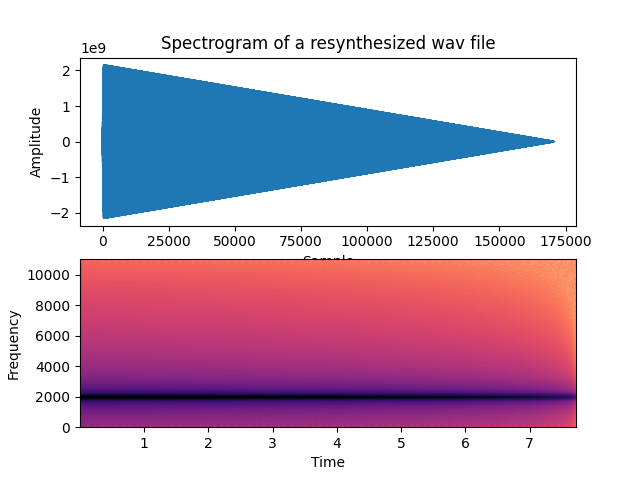 Spectrogram of a resynthesized wav file
1e9
2
1
0
−1
−2
Amplitude
0 25000 50000 75000 100000 125000 150000 175000
Sample
10000
8000
6000
4000
2000
0
Frequency
1 2 3 4 5 6 7
Time